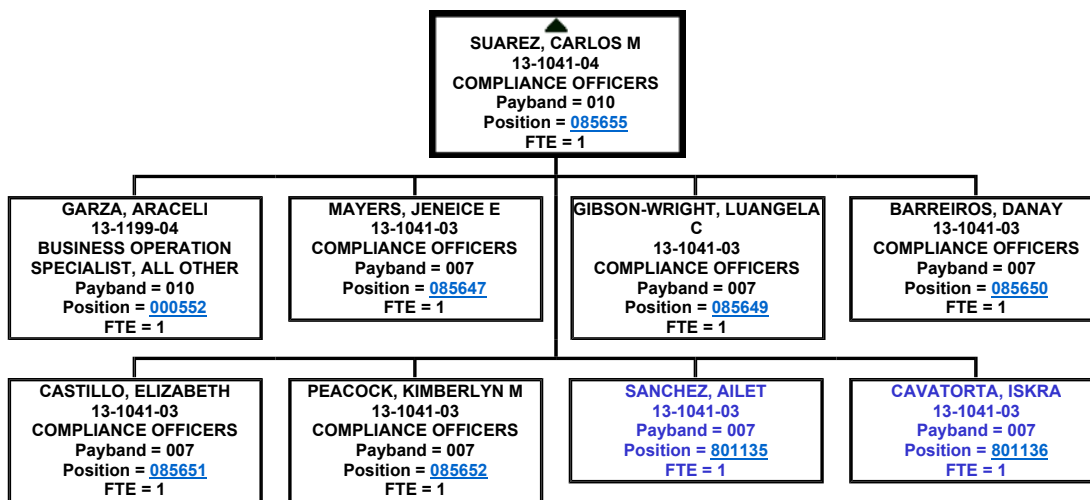 SUAREZ, CARLOS M
13-1041-04
COMPLIANCE OFFICERS
Payband = 010
Position = 085655
FTE = 1
GARZA, ARACELI
13-1199-04
BUSINESS OPERATION
SPECIALIST, ALL OTHER
Payband = 010
Position = 000552
FTE = 1
MAYERS, JENEICE E
13-1041-03
COMPLIANCE OFFICERS
Payband = 007
Position = 085647
FTE = 1
GIBSON-WRIGHT, LUANGELA
C
13-1041-03
COMPLIANCE OFFICERS
Payband = 007
Position = 085649
FTE = 1
BARREIROS, DANAY
13-1041-03
COMPLIANCE OFFICERS
Payband = 007
Position = 085650
FTE = 1
CASTILLO, ELIZABETH
13-1041-03
COMPLIANCE OFFICERS
Payband = 007
Position = 085651
FTE = 1
PEACOCK, KIMBERLYN M
13-1041-03
COMPLIANCE OFFICERS
Payband = 007
Position = 085652
FTE = 1
SANCHEZ, AILET
13-1041-03
Payband = 007
Position = 801135
FTE = 1
CAVATORTA, ISKRA
13-1041-03
Payband = 007
Position = 801136
FTE = 1